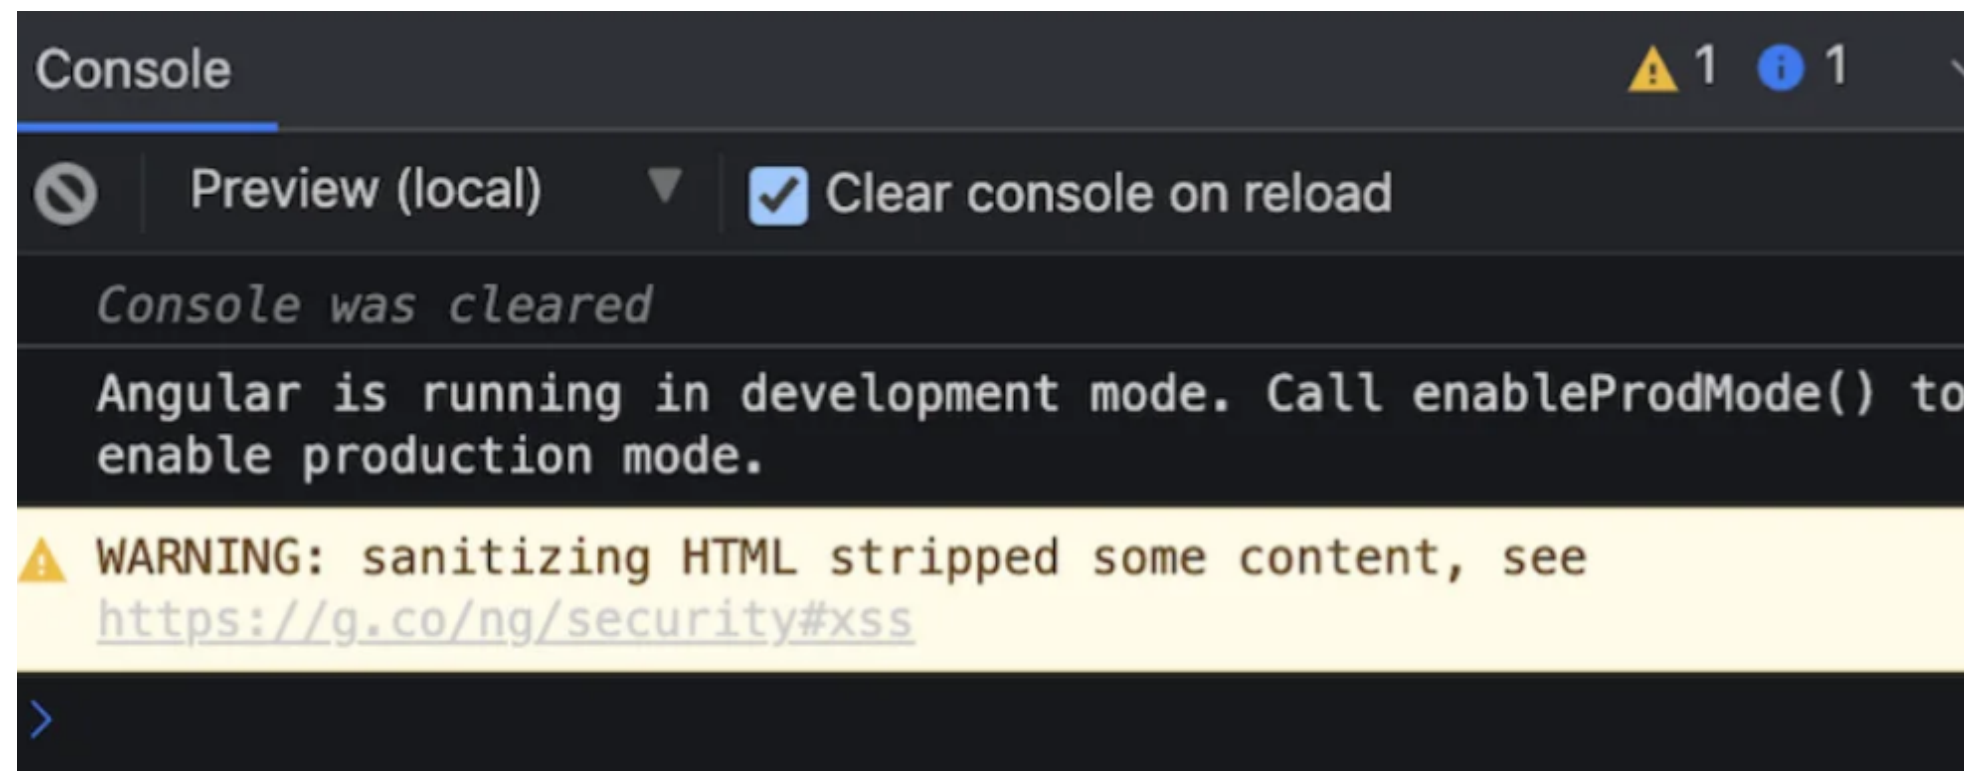 Console
1
1
Preview (local)
Clear console on reload
Console was cleared
Angular is running in development mode. Call enableProdMode() to
enable production mode.
WARNING: sanitizing HTML stripped some content, see
https://g.co/ng/security#xss